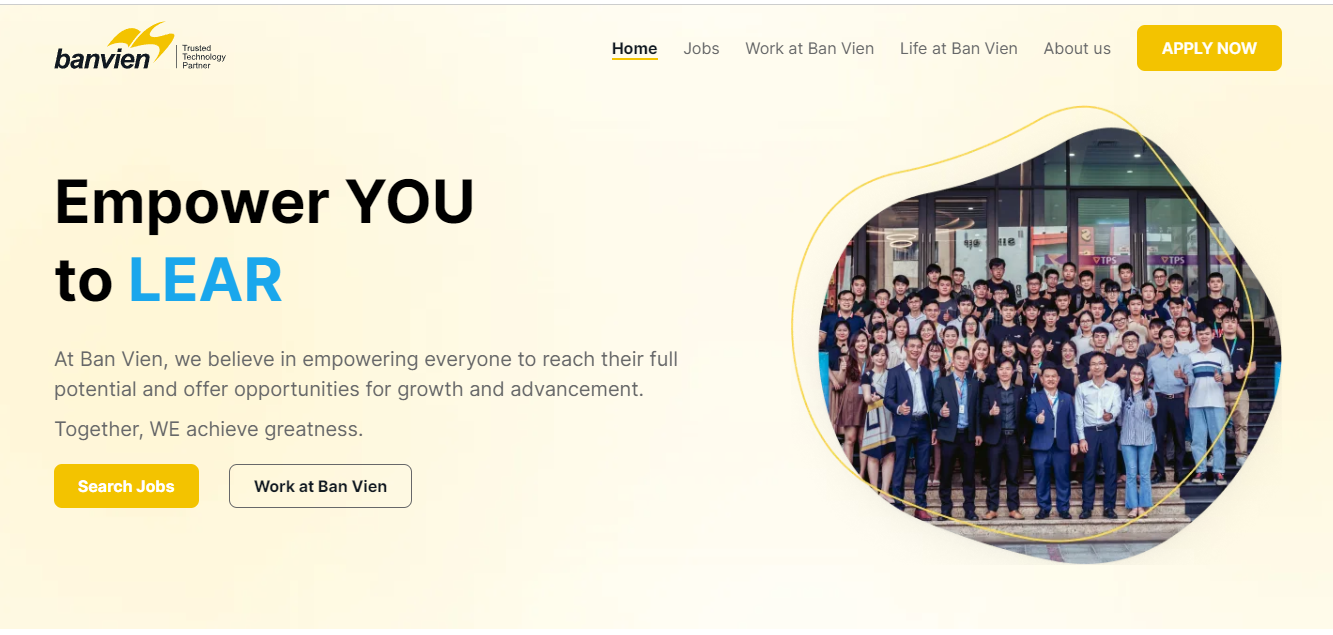 banvien
Trusted
Technology
Partner
Home Jobs Work at Ban Vien Life at Ban Vien About us APPLY NOW
Empower YOU
to LEAR
At Ban Vien, we believe in empowering everyone to reach their full
potential and offer opportunities for growth and advancement.
Together, WE achieve greatness.
Search Jobs Work at Ban Vien
TPS TPS